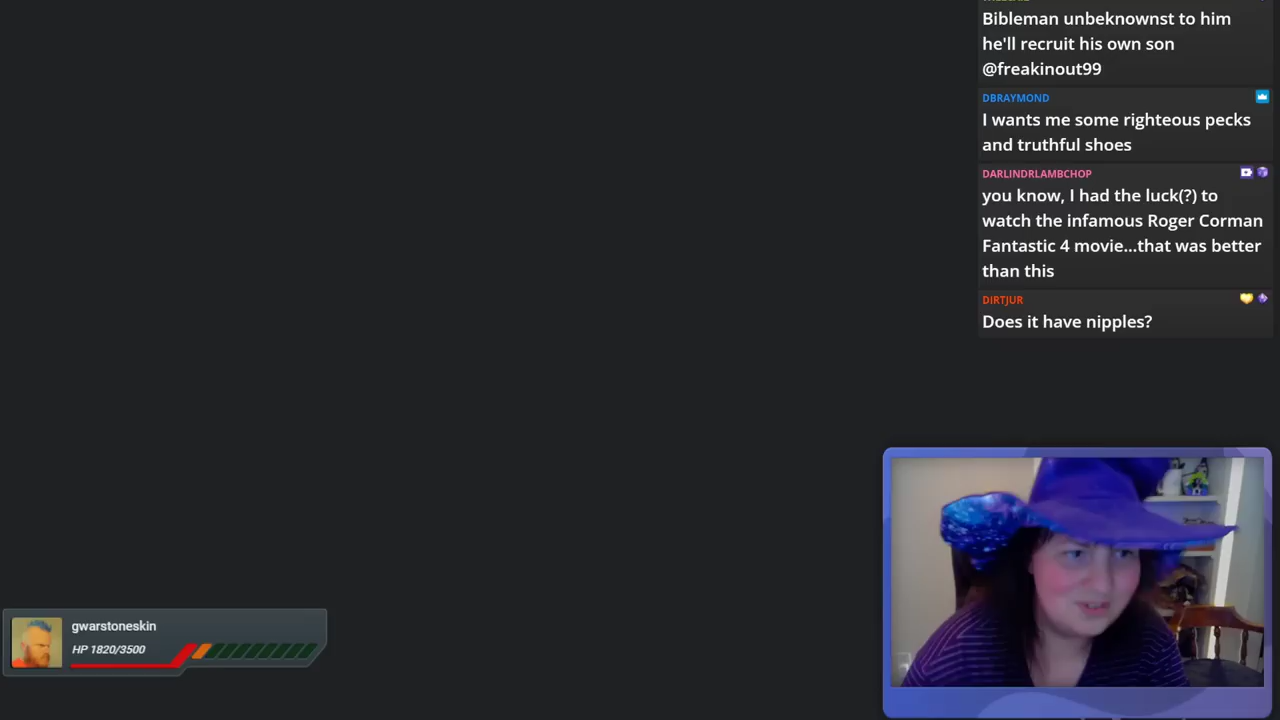 Bibleman unbeknownst to him
he'll recruit his own son
@freakinout99
DBRAYMOND
I wants me some righteous pecks
and truthful shoes
DARLINDRLAMBCHOP
you know, I had the luck(?) to
watch the infamous Roger Corman
Fantastic 4 movie...that was better
than this
DIRTJUR
Does it have nipples?
gwarstoneskin
HP 1820/3500